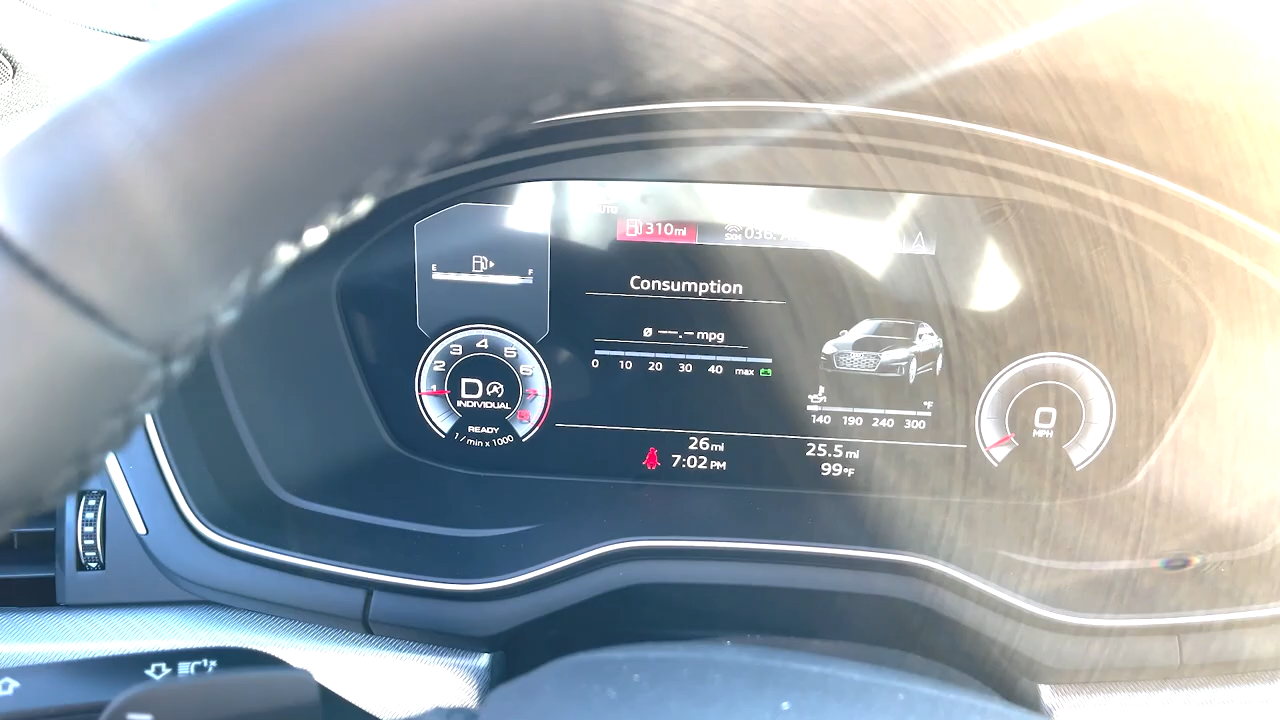 310 mi
E F
Consumption
Ø ---.- mpg
0 10 20 30 40 max
1 2 3 4 5 6 7 8
D
INDIVIDUAL
READY
1 / min x 1000
°F
140 190 240 300
0
MPH
26 mi
7:02 PM
25.5 mi
99 °F